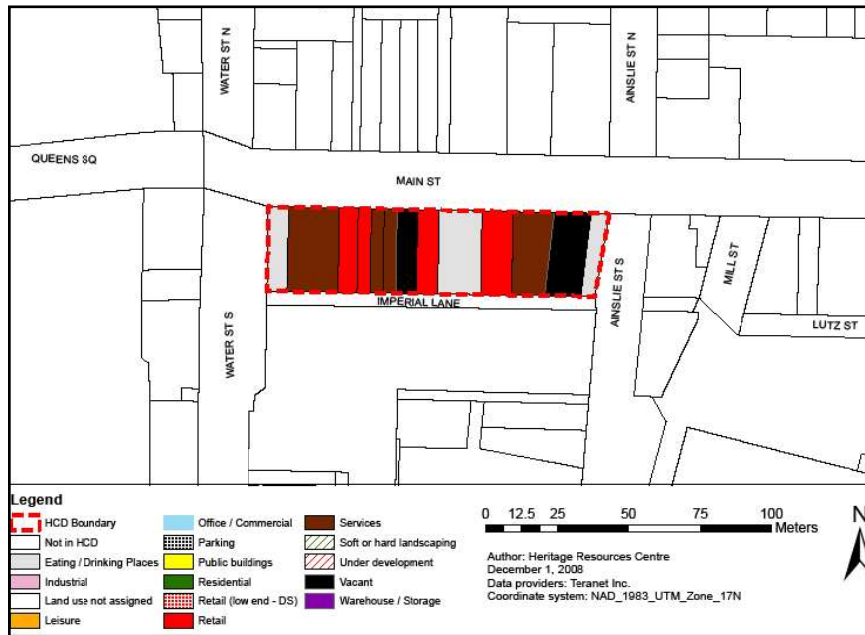 WATER ST N
AINSLIE ST N
QUEENS SQ
MAIN ST
MILL ST
IMPERIAL LANE
AINSLIE ST S
WATER ST S
LUTZ ST
Legend
HCD Boundary
Not in HCD
Eating / Drinking Places
Industrial
Land use not assigned
Leisure
Office / Commercial
Parking
Public buildings
Residential
Retail (low end - DS)
Retail
Services
Soft or hard landscaping
Under development
Vacant
Warehouse / Storage
0 12.5 25 50 75 100
Meters
Author: Heritage Resources Centre
December 1, 2008
Data providers: Teranet Inc.
Coordinate system: NAD_1983_UTM_Zone_17N
N